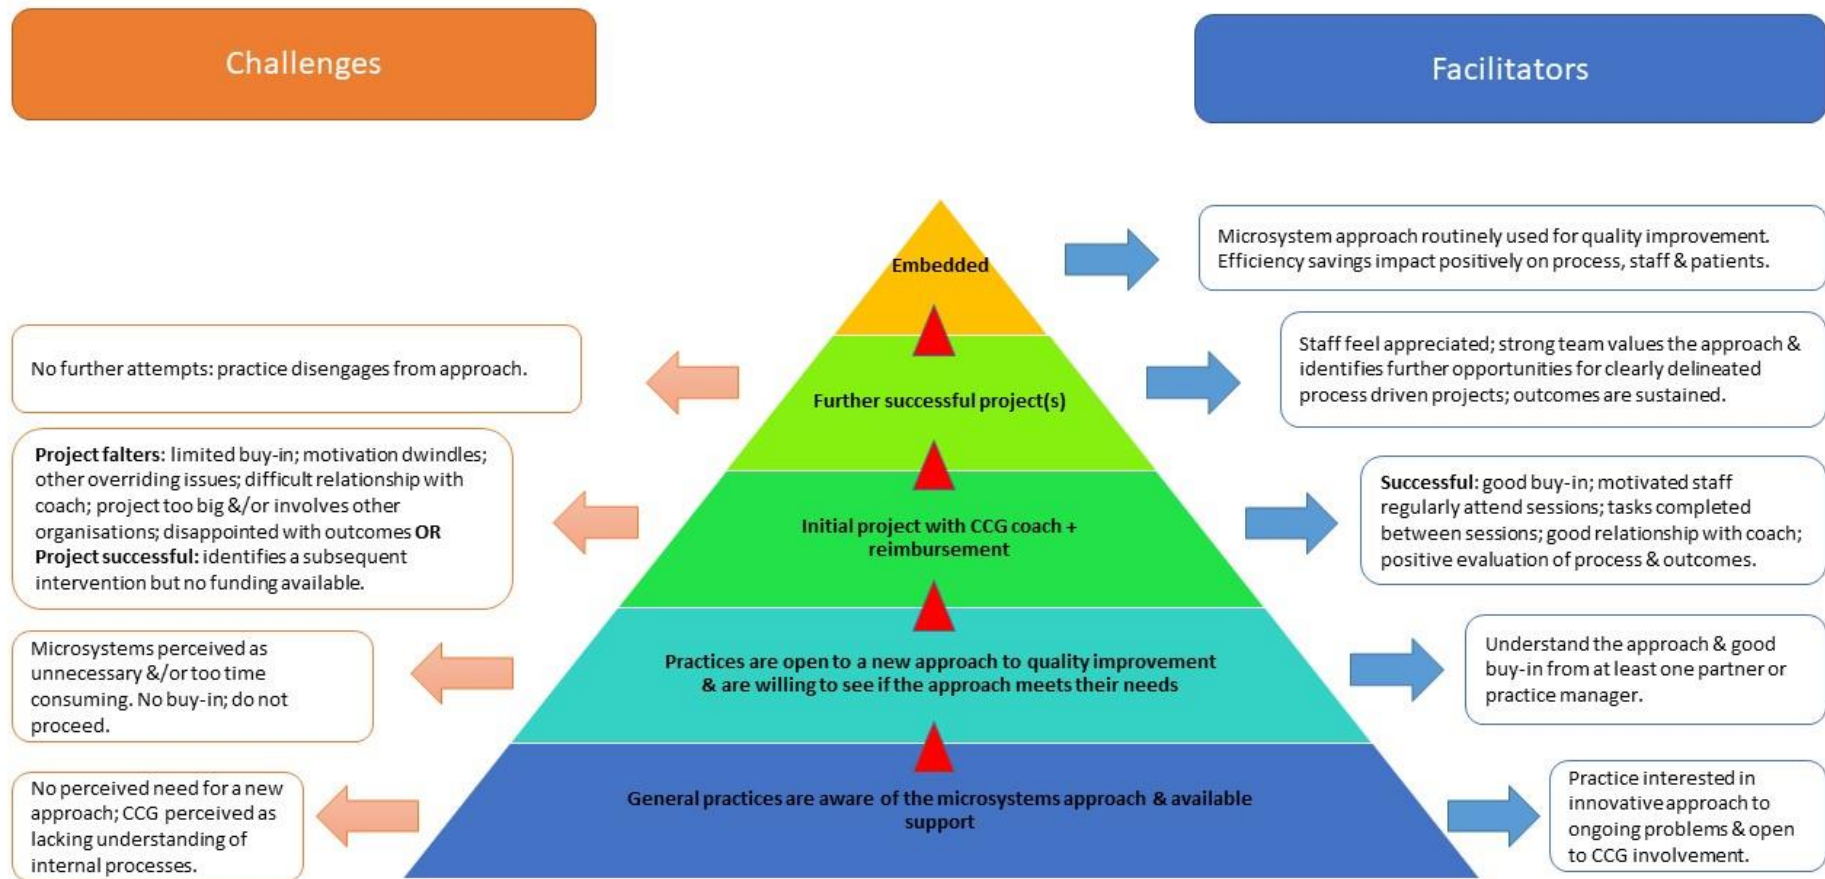 Challenges
Facilitators
Embedded
Microsystem approach routinely used for quality improvement.
Efficiency savings impact positively on process, staff & patients.
No further attempts: practice disengages from approach.
Further successful project(s)
Staff feel appreciated; strong team values the approach &
identifies further opportunities for clearly delineated
process driven projects; outcomes are sustained.
Project falters: limited buy-in; motivation dwindles;
other overriding issues; difficult relationship with
coach; project too big &/or involves other
organisations; disappointed with outcomes OR
Project successful: identifies a subsequent
intervention but no funding available.
Initial project with CCG coach +
reimbursement
Successful: good buy-in; motivated staff
regularly attend sessions; tasks completed
between sessions; good relationship with coach;
positive evaluation of process & outcomes.
Microsystems perceived as
unnecessary &/or too time
consuming. No buy-in; do not
proceed.
Practices are open to a new approach to quality improvement
& are willing to see if the approach meets their needs
Understand the approach & good
buy-in from at least one partner or
practice manager.
No perceived need for a new
approach; CCG perceived as
lacking understanding of
internal processes.
General practices are aware of the microsystems approach & available
support
Practice interested in
innovative approach to
ongoing problems & open
to CCG involvement.